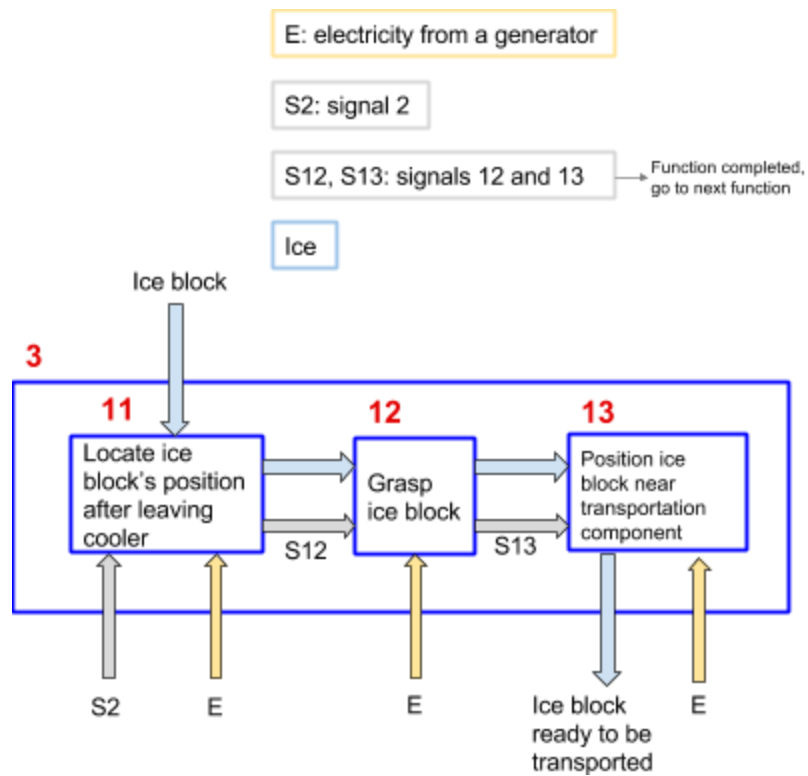 E: electricity from a generator
S2: signal 2
S12, S13: signals 12 and 13
Function completed,
go to next function
Ice
Ice block
3
11
12
13
Locate ice
block's position
after leaving
cooler
Grasp
ice block
Position ice
block near
transportation
component
S12
S13
S2
E
E
E
Ice block
ready to be
transported